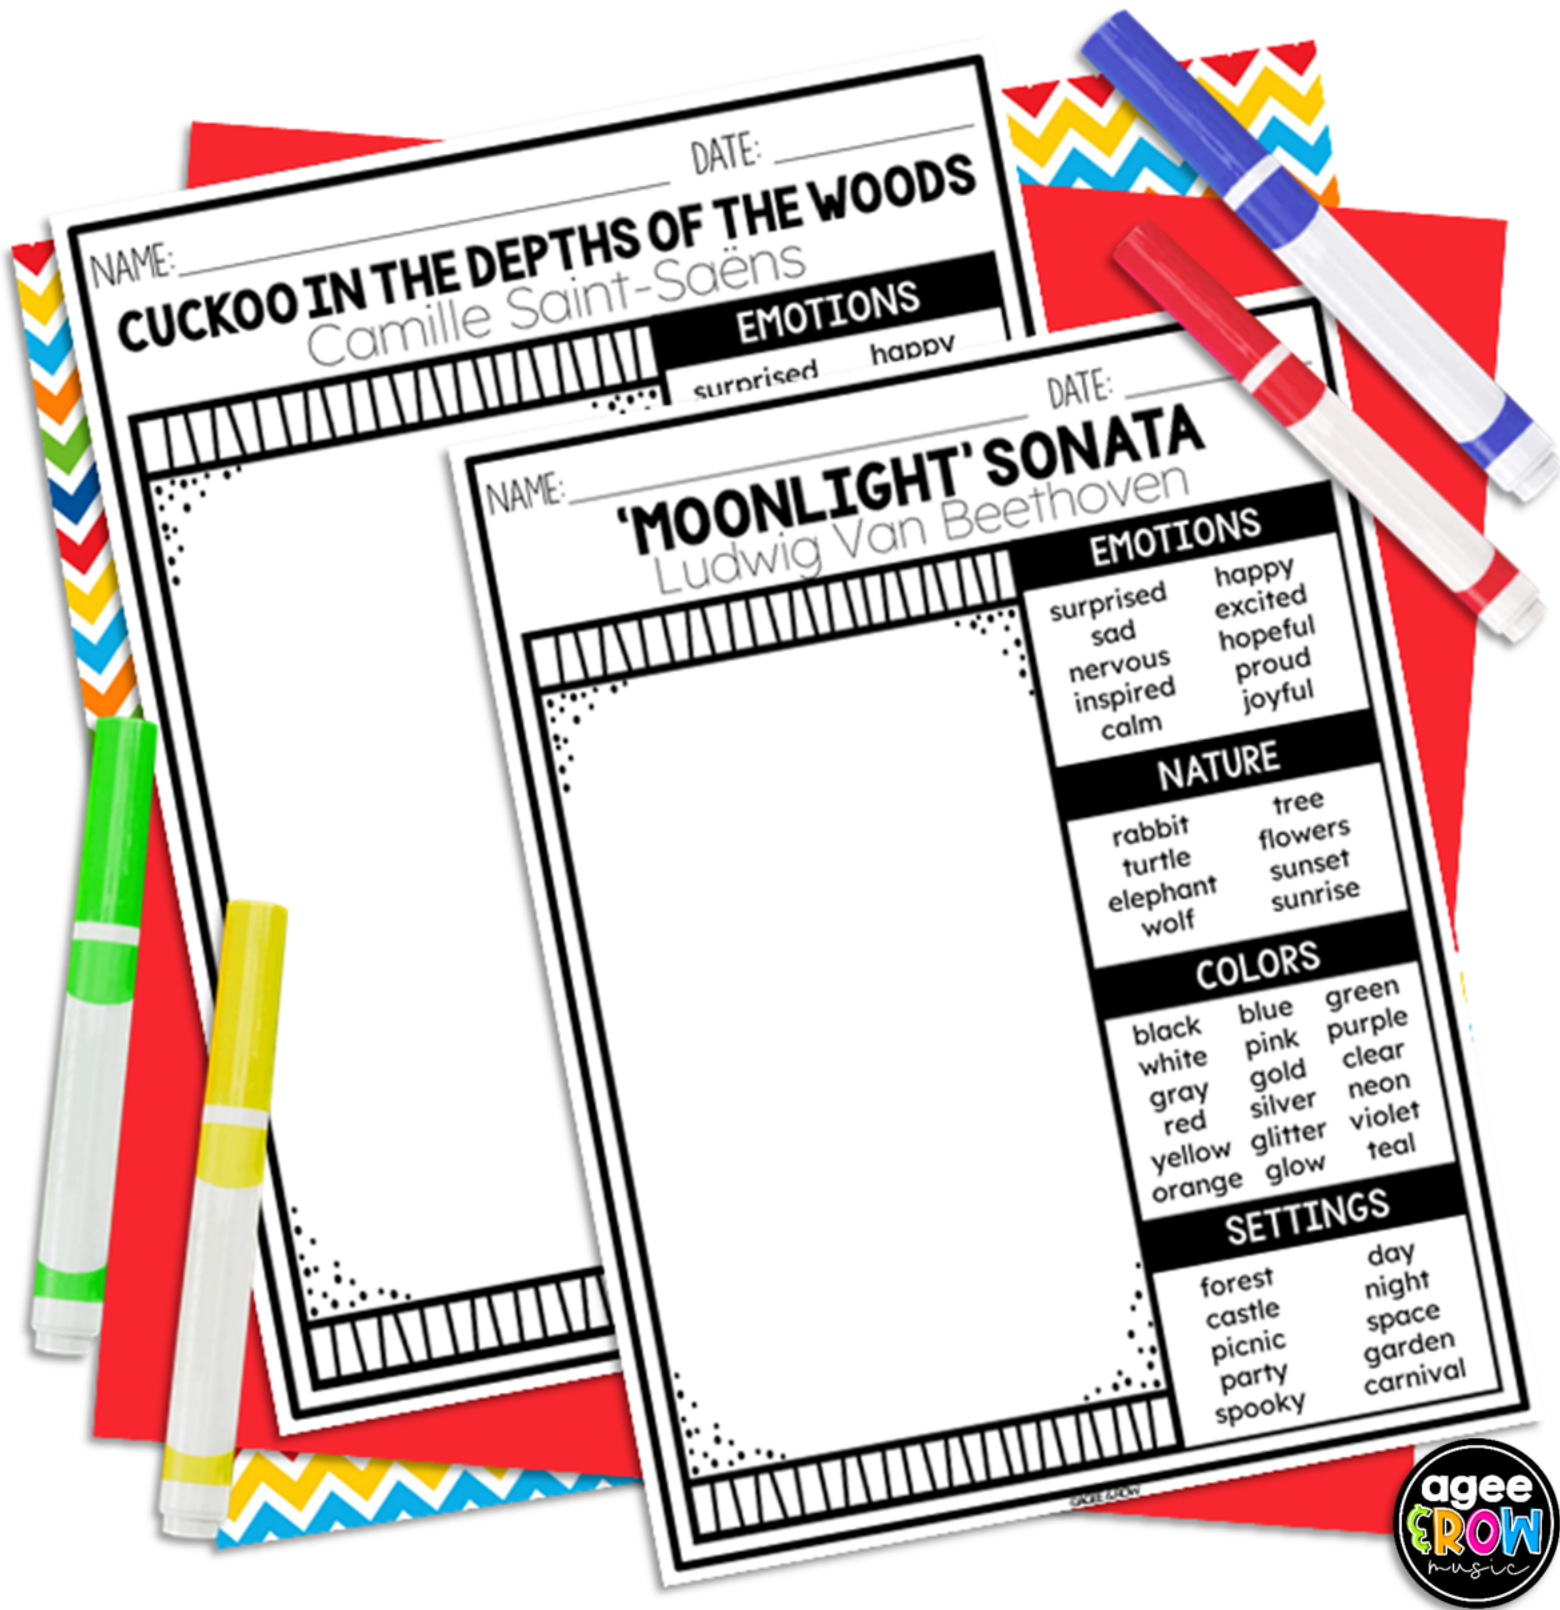 NAME: DATE:
CUCKOO IN THE DEPTHS OF THE WOODS
Camille Saint-Saëns
EMOTIONS
surprised happy
NAME: DATE:
'MOONLIGHT' SONATA
Ludwig Van Beethoven
EMOTIONS
surprised happy
sad excited
nervous hopeful
inspired proud
calm joyful
NATURE
rabbit tree
turtle flowers
elephant sunset
wolf sunrise
COLORS
black blue green
white pink purple
gray gold clear
red silver neon
yellow glitter violet
orange glow teal
SETTINGS
forest day
castle night
picnic space
party garden
spooky carnival
©AGEE & ROW
agee
& ROW
music